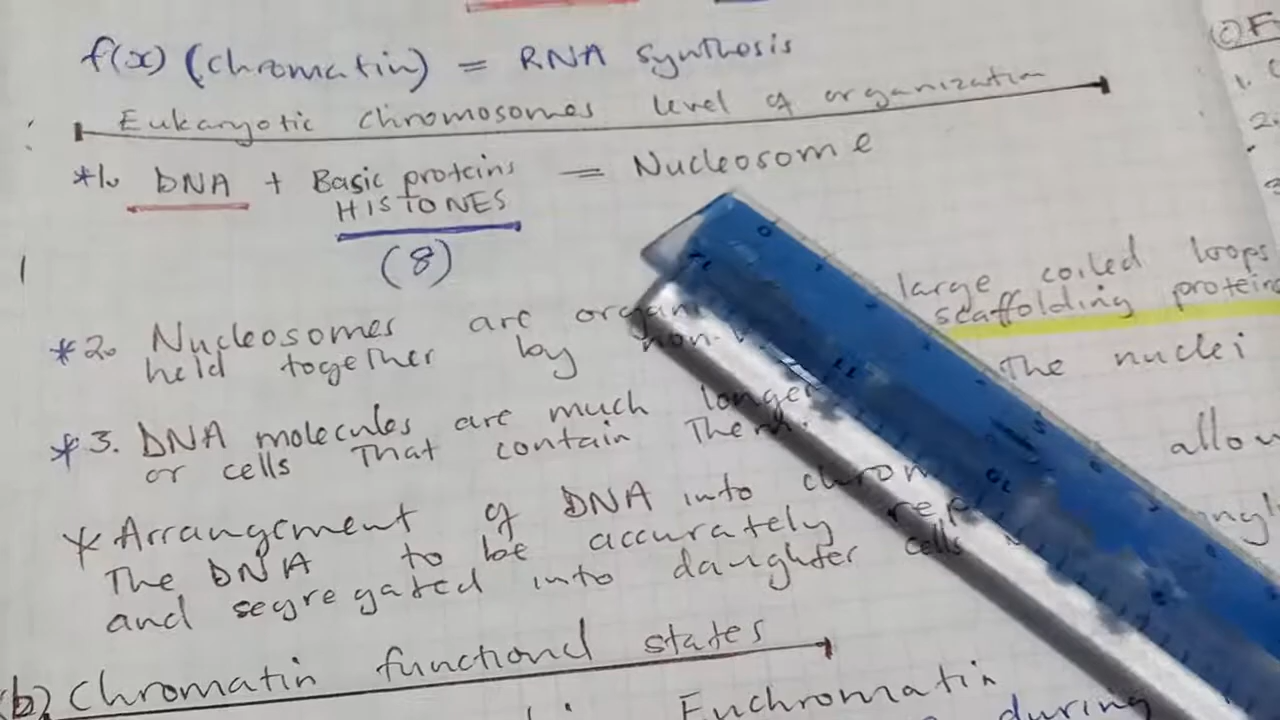 f(x) (chromatin) = RNA synthesis
Eukaryotic chromosomes level of organization
*1. DNA + Basic proteins = Nucleosome
HISTONES
(8)
*2. Nucleosomes are large coiled loops
held together by scaffolding
*3. DNA molecules are much longer the nuclei
or cells that contain them.
* Arrangement of DNA into
The DNA to be accurately
and segregated into daughter cells
(b) Chromatin functional states
Euchromatin
during